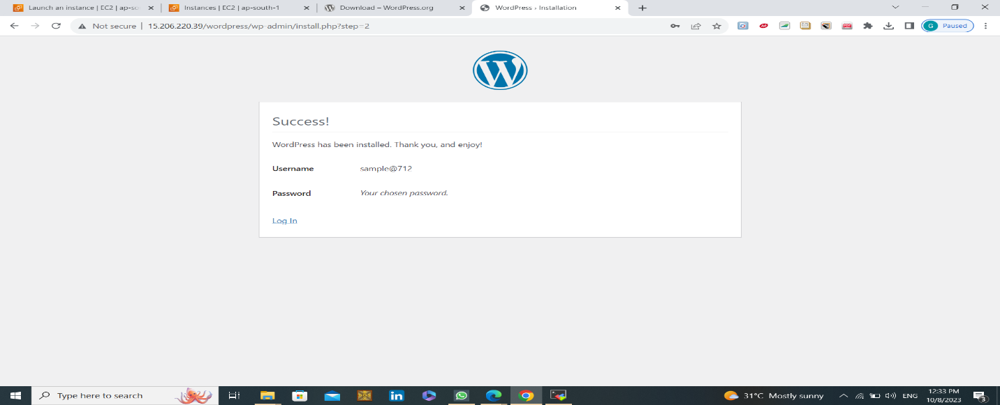 Launch an instance | EC2 | ap-so
Instances | EC2 | ap-south-1
Download – WordPress.org
WordPress › Installation
Not secure | 15.206.220.39/wordpress/wp-admin/install.php?step=2
G Paused
Success!
WordPress has been installed. Thank you, and enjoy!
Username sample@712
Password Your chosen password.
Log In
Type here to search
31°C Mostly sunny
ENG
12:33 PM
10/8/2023
3